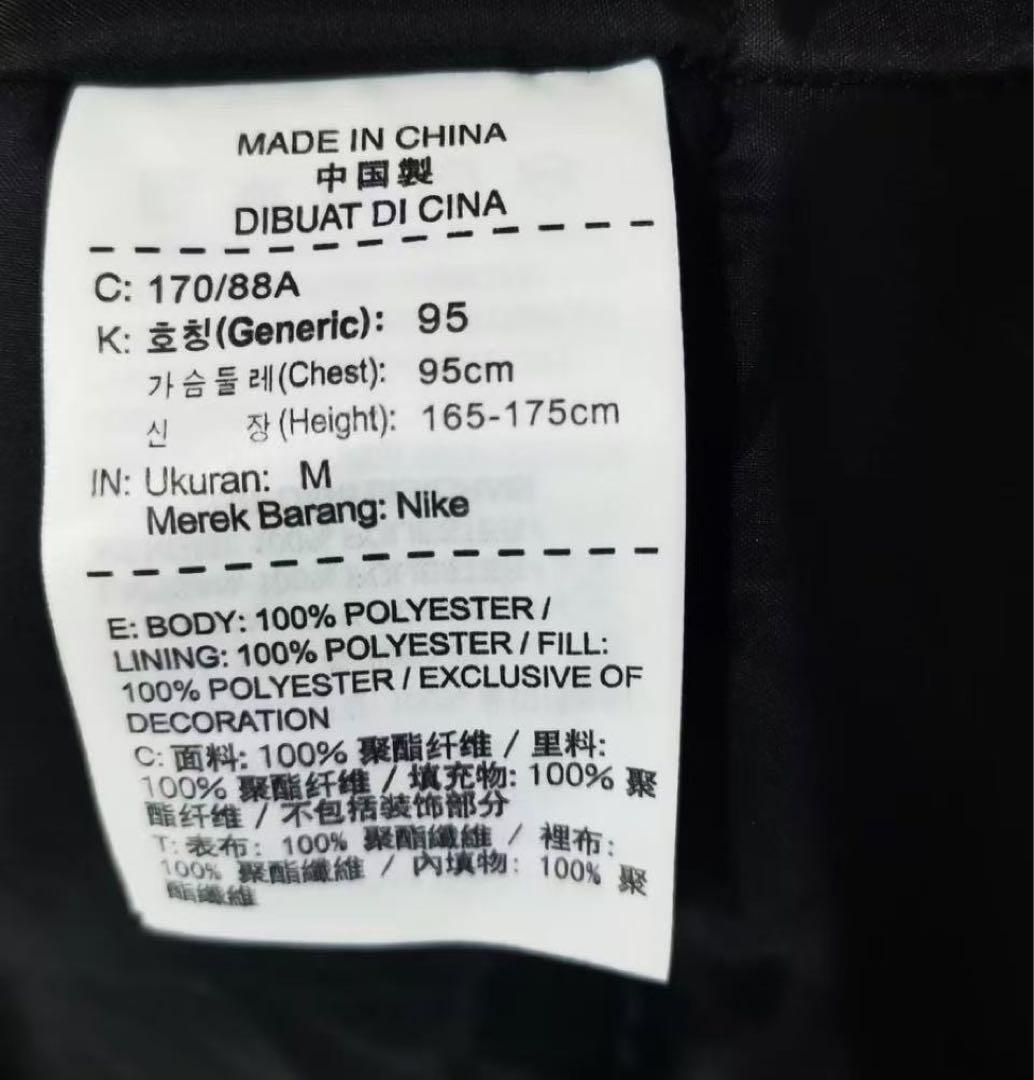 MADE IN CHINA
中国製
DIBUAT DI CINA
C: 170/88A
K: 호칭(Generic): 95
가슴둘레(Chest): 95cm
신 장(Height): 165-175cm
IN: Ukuran: M
Merek Barang: Nike
E: BODY: 100% POLYESTER /
LINING: 100% POLYESTER / FILL:
100% POLYESTER / EXCLUSIVE OF
DECORATION
C: 面料: 100% 聚酯纤维 / 里料:
100% 聚酯纤维 / 填充物: 100% 聚
酯纤维 / 不包括装饰部分
T: 表布: 100% 聚酯纖維 / 裡布:
100% 聚酯纖維 / 內填物: 100% 聚
酯纖維